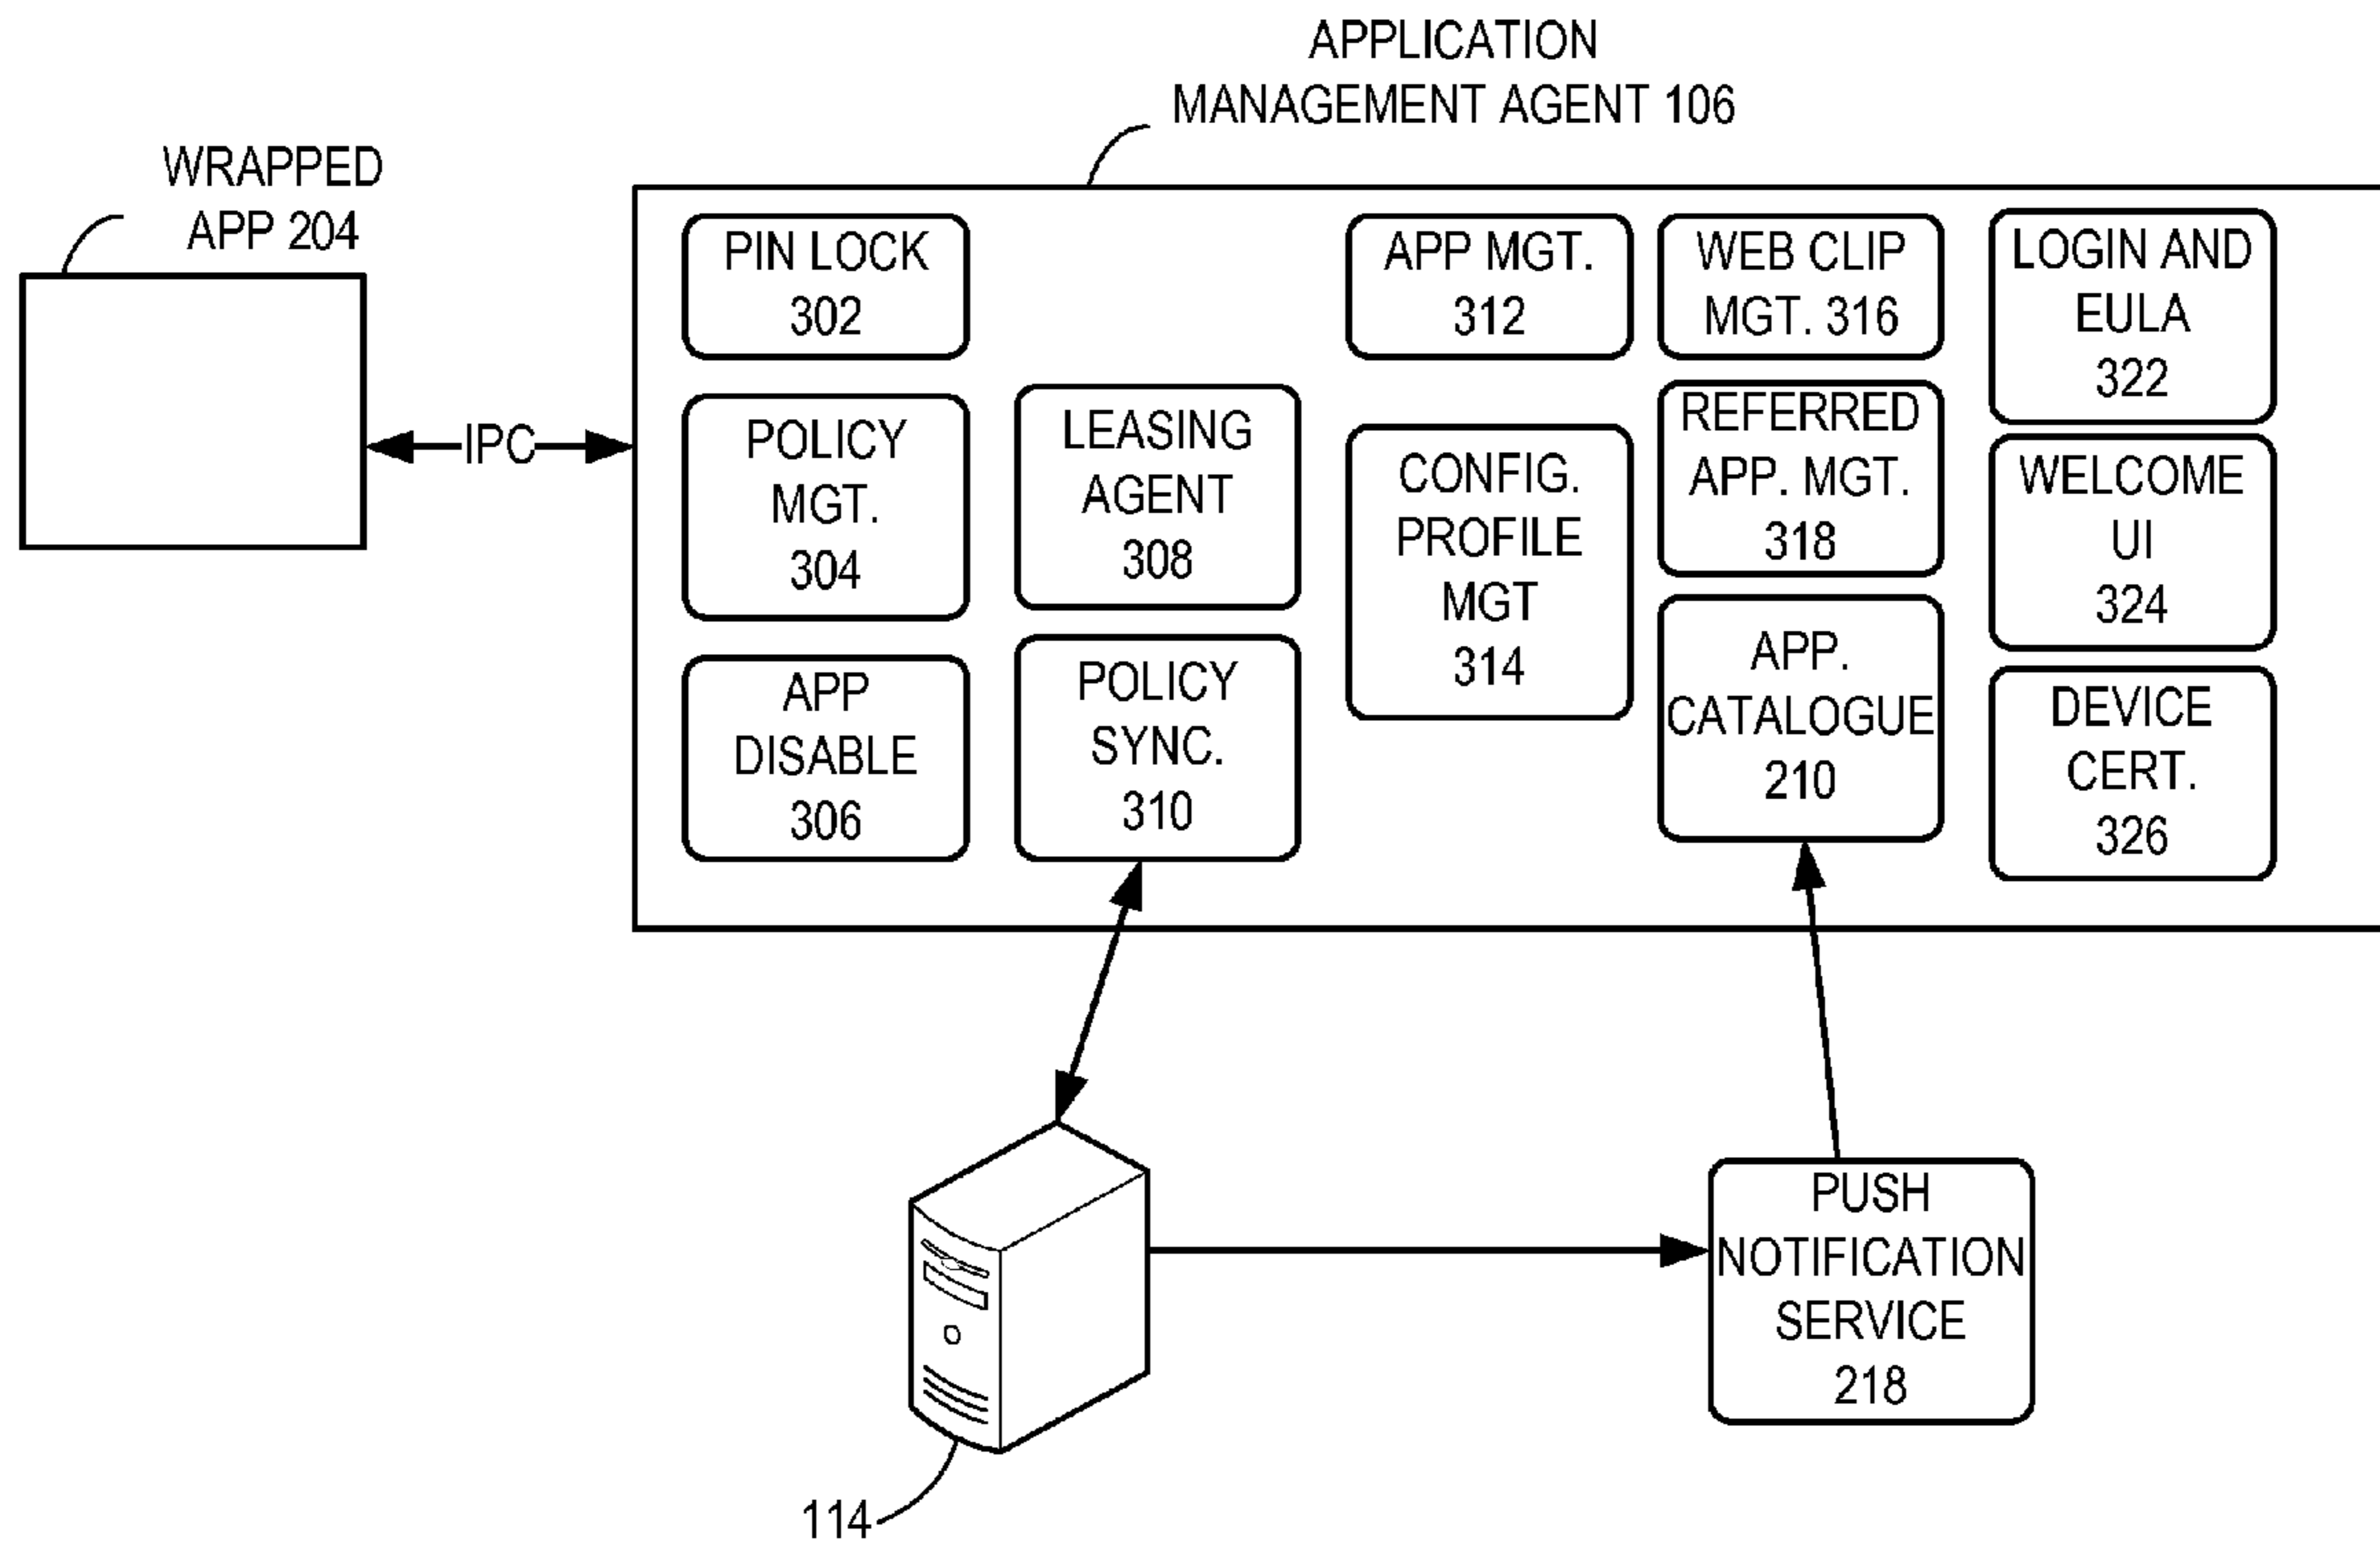 APPLICATION
MANAGEMENT AGENT 106
WRAPPED
APP 204
IPC
PIN LOCK
302
POLICY
MGT.
304
APP
DISABLE
306
LEASING
AGENT
308
POLICY
SYNC.
310
APP MGT.
312
CONFIG.
PROFILE
MGT
314
WEB CLIP
MGT. 316
REFERRED
APP. MGT.
318
APP.
CATALOGUE
210
LOGIN AND
EULA
322
WELCOME
UI
324
DEVICE
CERT.
326
PUSH
NOTIFICATION
SERVICE
218
114